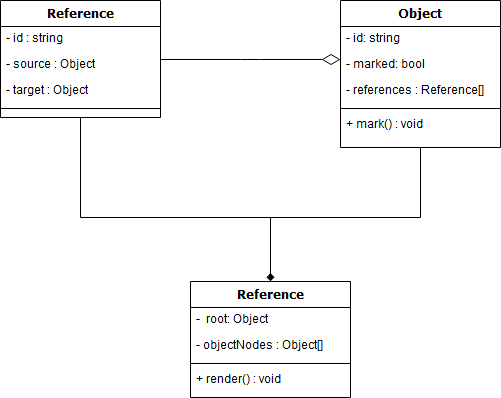 Reference
- id : string
- source : Object
- target : Object
Object
- id: string
- marked: bool
- references : Reference[]
+ mark() : void
Reference
- root: Object
- objectNodes : Object[]
+ render() : void